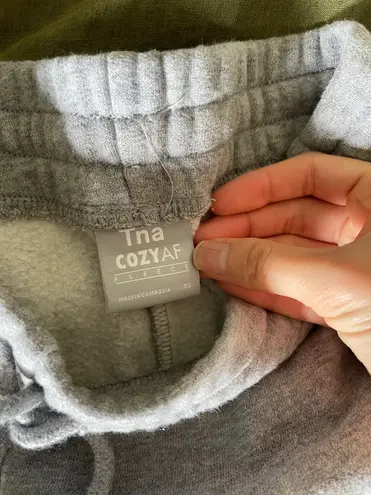 Tna
COZYAF
FLEECE
MADE IN CAMBODIA XS